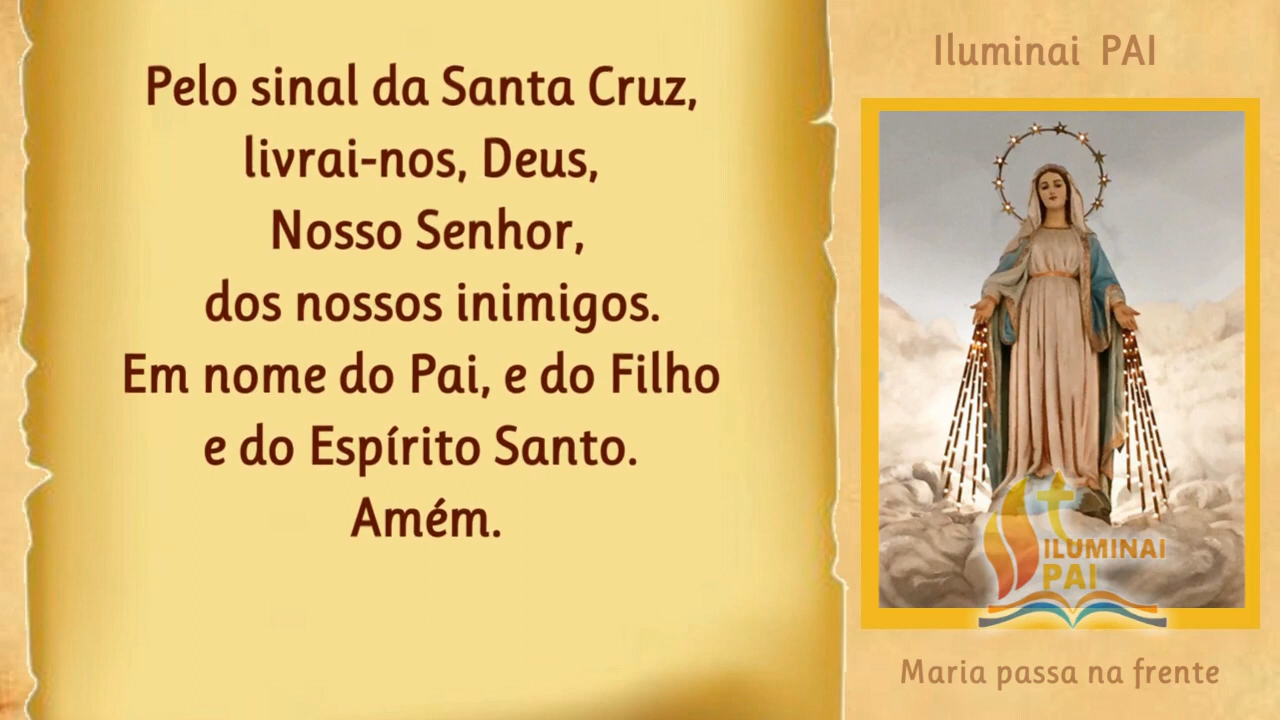 Pelo sinal da Santa Cruz,
livrai-nos, Deus,
Nosso Senhor,
dos nossos inimigos.
Em nome do Pai, e do Filho
e do Espírito Santo.
Amém.
Iluminai PAI
ILUMINAI
PAI
Maria passa na frente